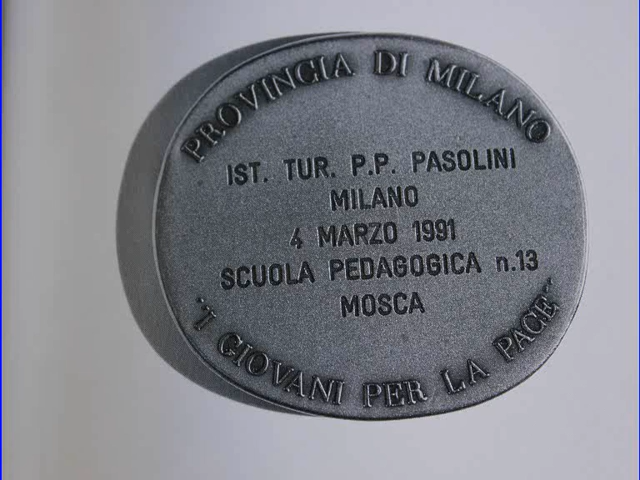 PROVINCIA DI MILANO
IST. TUR. P.P. PASOLINI
MILANO
4 MARZO 1991
SCUOLA PEDAGOGICA n.13
MOSCA
"I GIOVANI PER LA PACE"